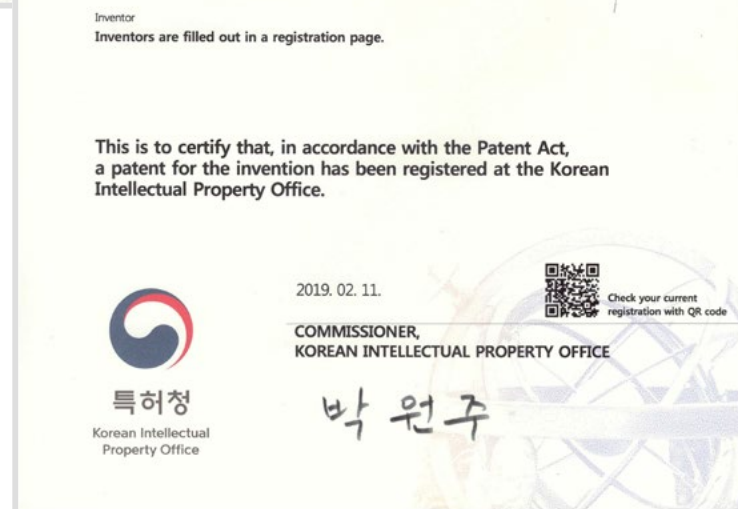 Inventor
Inventors are filled out in a registration page.
This is to certify that, in accordance with the Patent Act,
a patent for the invention has been registered at the Korean
Intellectual Property Office.
2019. 02. 11.
Check your current
registration with QR code
COMMISSIONER,
KOREAN INTELLECTUAL PROPERTY OFFICE
박원주
특허청
Korean Intellectual
Property Office